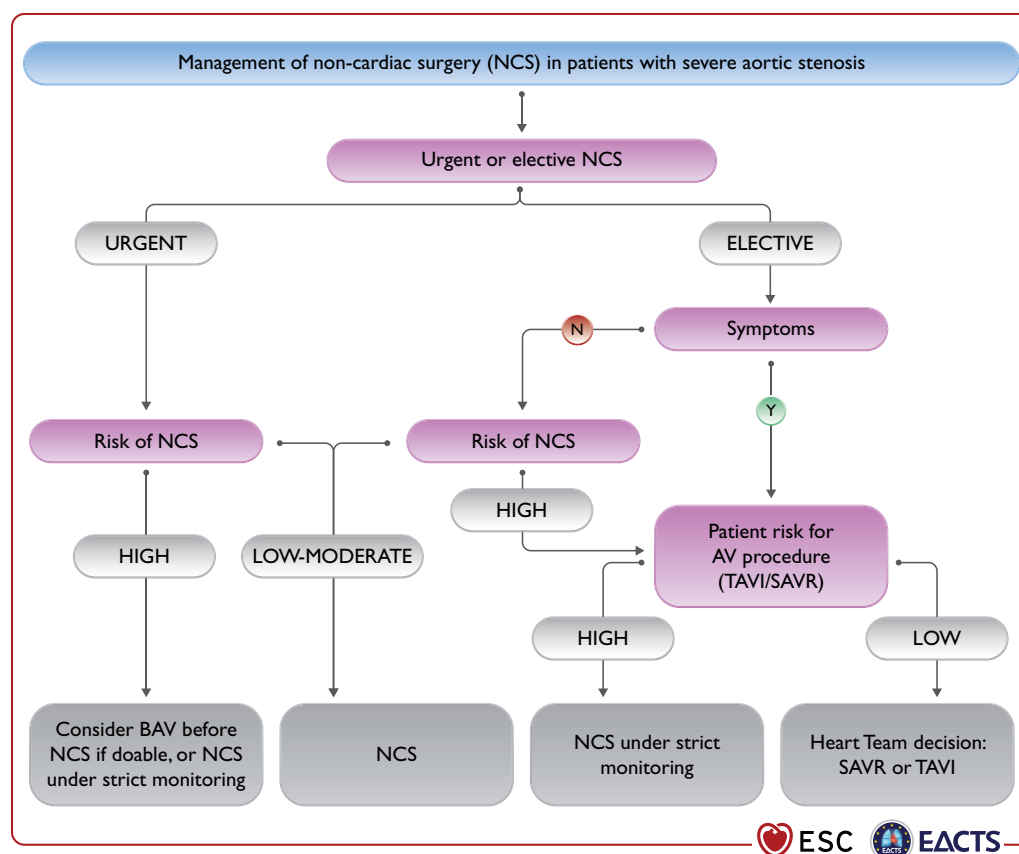 Management of non-cardiac surgery (NCS) in patients with severe aortic stenosis
Urgent or elective NCS
URGENT
ELECTIVE
Symptoms
N
Y
Risk of NCS
Risk of NCS
HIGH
Patient risk for
AV procedure
(TAVI/SAVR)
HIGH
LOW-MODERATE
HIGH
LOW
Consider BAV before
NCS if doable, or NCS
under strict monitoring
NCS
NCS under strict
monitoring
Heart Team decision:
SAVR or TAVI
ESC
EACTS
EACTS